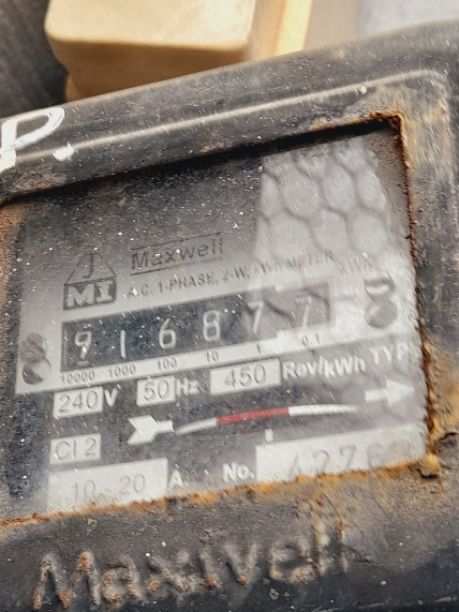 P.
Maxwell
MI
A.C. 1-PHASE, 2-W, kWh METER
9 1 6 8 7 7
10000 1000 100 10 1 0.1
240 V 50 Hz 450 Rev/kWh TYP
Cl 2
10-20 A No.
Maxwell